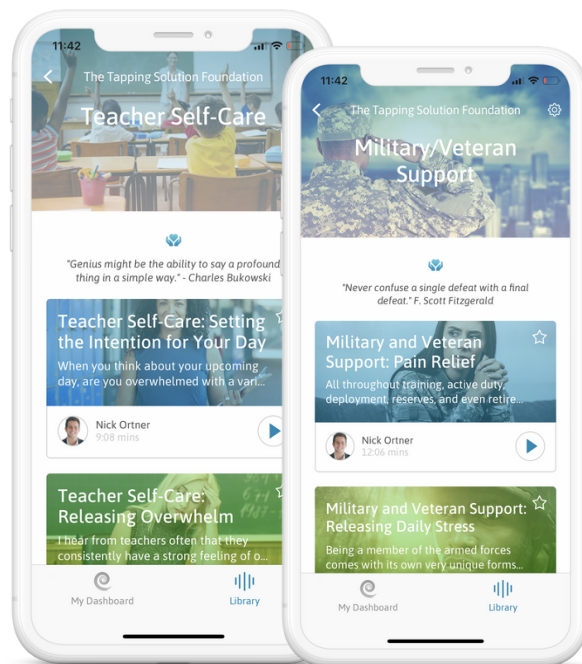 11:42
The Tapping Solution Foundation
Teacher Self-Care
"Genius might be the ability to say a profound
thing in a simple way." - Charles Bukowski
Teacher Self-Care: Setting
the Intention for Your Day
When you think about your upcoming
day, are you overwhelmed with a vari...
Nick Ortner
9:08 mins
Teacher Self-Care:
Releasing Overwhelm
I hear from teachers often that they
consistently have a strong feeling of o...
My Dashboard
Library
11:42
The Tapping Solution Foundation
Military/Veteran
Support
"Never confuse a single defeat with a final
defeat." F. Scott Fitzgerald
Military and Veteran
Support: Pain Relief
All throughout training, active duty,
deployment, reserves, and even retire...
Nick Ortner
12:06 mins
Military and Veteran Support:
Releasing Daily Stress
Being a member of the armed forces
comes with its own very unique forms...
My Dashboard
Library